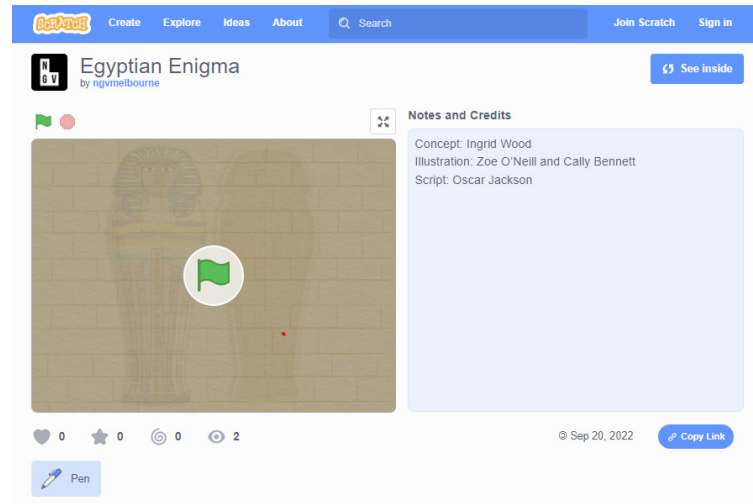 SCRATCH Create Explore Ideas About Search Join Scratch Sign in
N
G V
Egyptian Enigma
by ngvmelbourne
See inside
Notes and Credits
Concept: Ingrid Wood
Illustration: Zoe O'Neill and Cally Bennett
Script: Oscar Jackson
0 0 0 2
© Sep 20, 2022 Copy Link
Pen